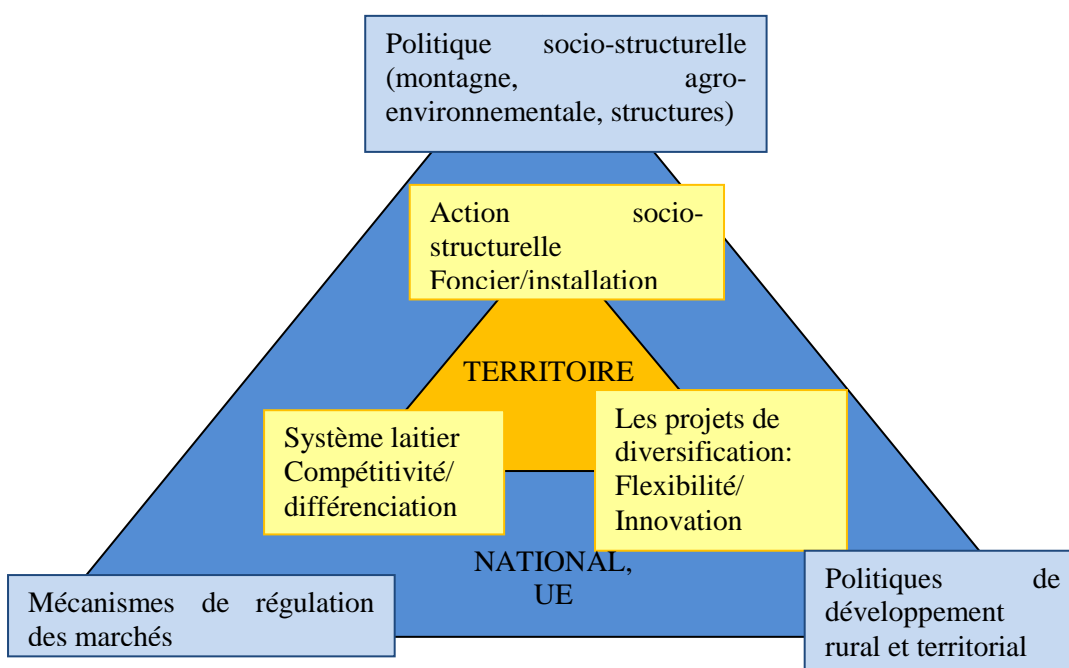 Politique socio-structurelle
(montagne, agro-
environnementale, structures)
Action socio-
structurelle
Foncier/installation
TERRITOIRE
Système laitier
Compétitivité/
différenciation
Les projets de
diversification:
Flexibilité/
Innovation
NATIONAL,
UE
Mécanismes de régulation
des marchés
Politiques de
développement
rural et territorial